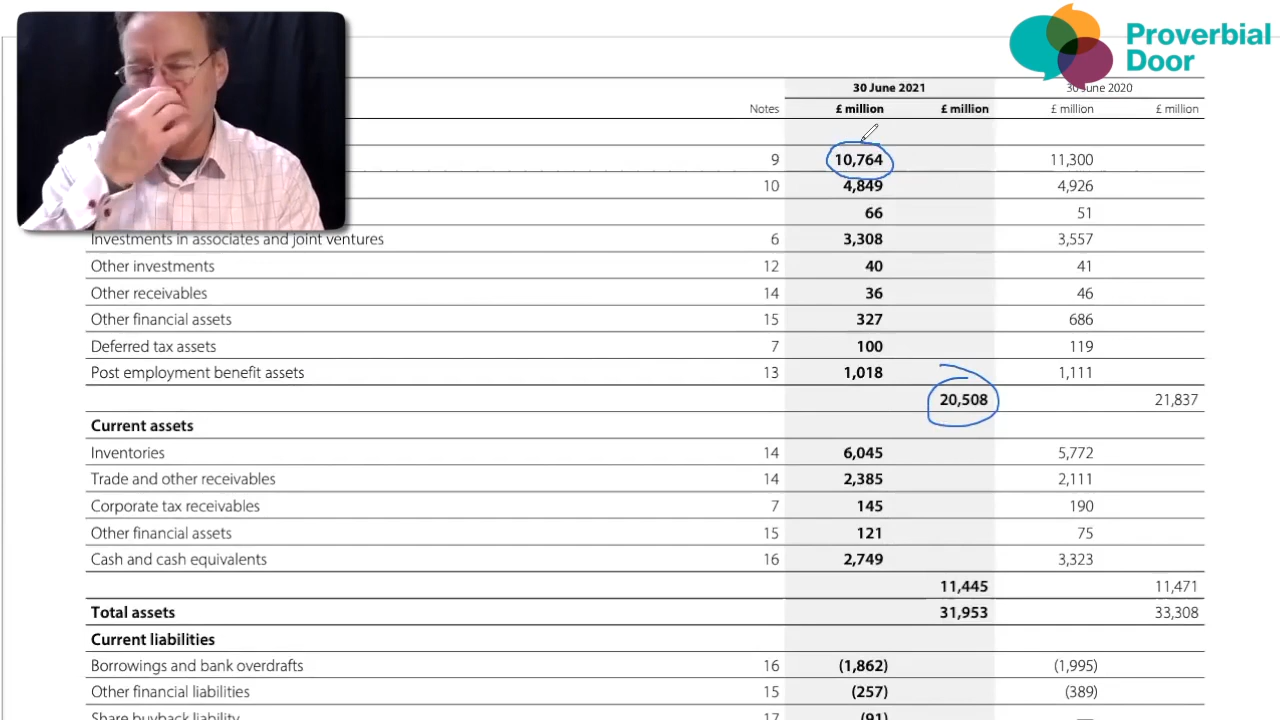 Proverbial
Door
30 June 2021 30 June 2020
Notes £ million £ million £ million £ million
9 10,764 11,300
10 4,849 4,926
66 51
Investments in associates and joint ventures 6 3,308 3,557
Other investments 12 40 41
Other receivables 14 36 46
Other financial assets 15 327 686
Deferred tax assets 7 100 119
Post employment benefit assets 13 1,018 1,111
20,508 21,837
Current assets
Inventories 14 6,045 5,772
Trade and other receivables 14 2,385 2,111
Corporate tax receivables 7 145 190
Other financial assets 15 121 75
Cash and cash equivalents 16 2,749 3,323
11,445 11,471
Total assets 31,953 33,308
Current liabilities
Borrowings and bank overdrafts 16 (1,862) (1,995)
Other financial liabilities 15 (257) (389)
Share buyback liability 17 (91) —